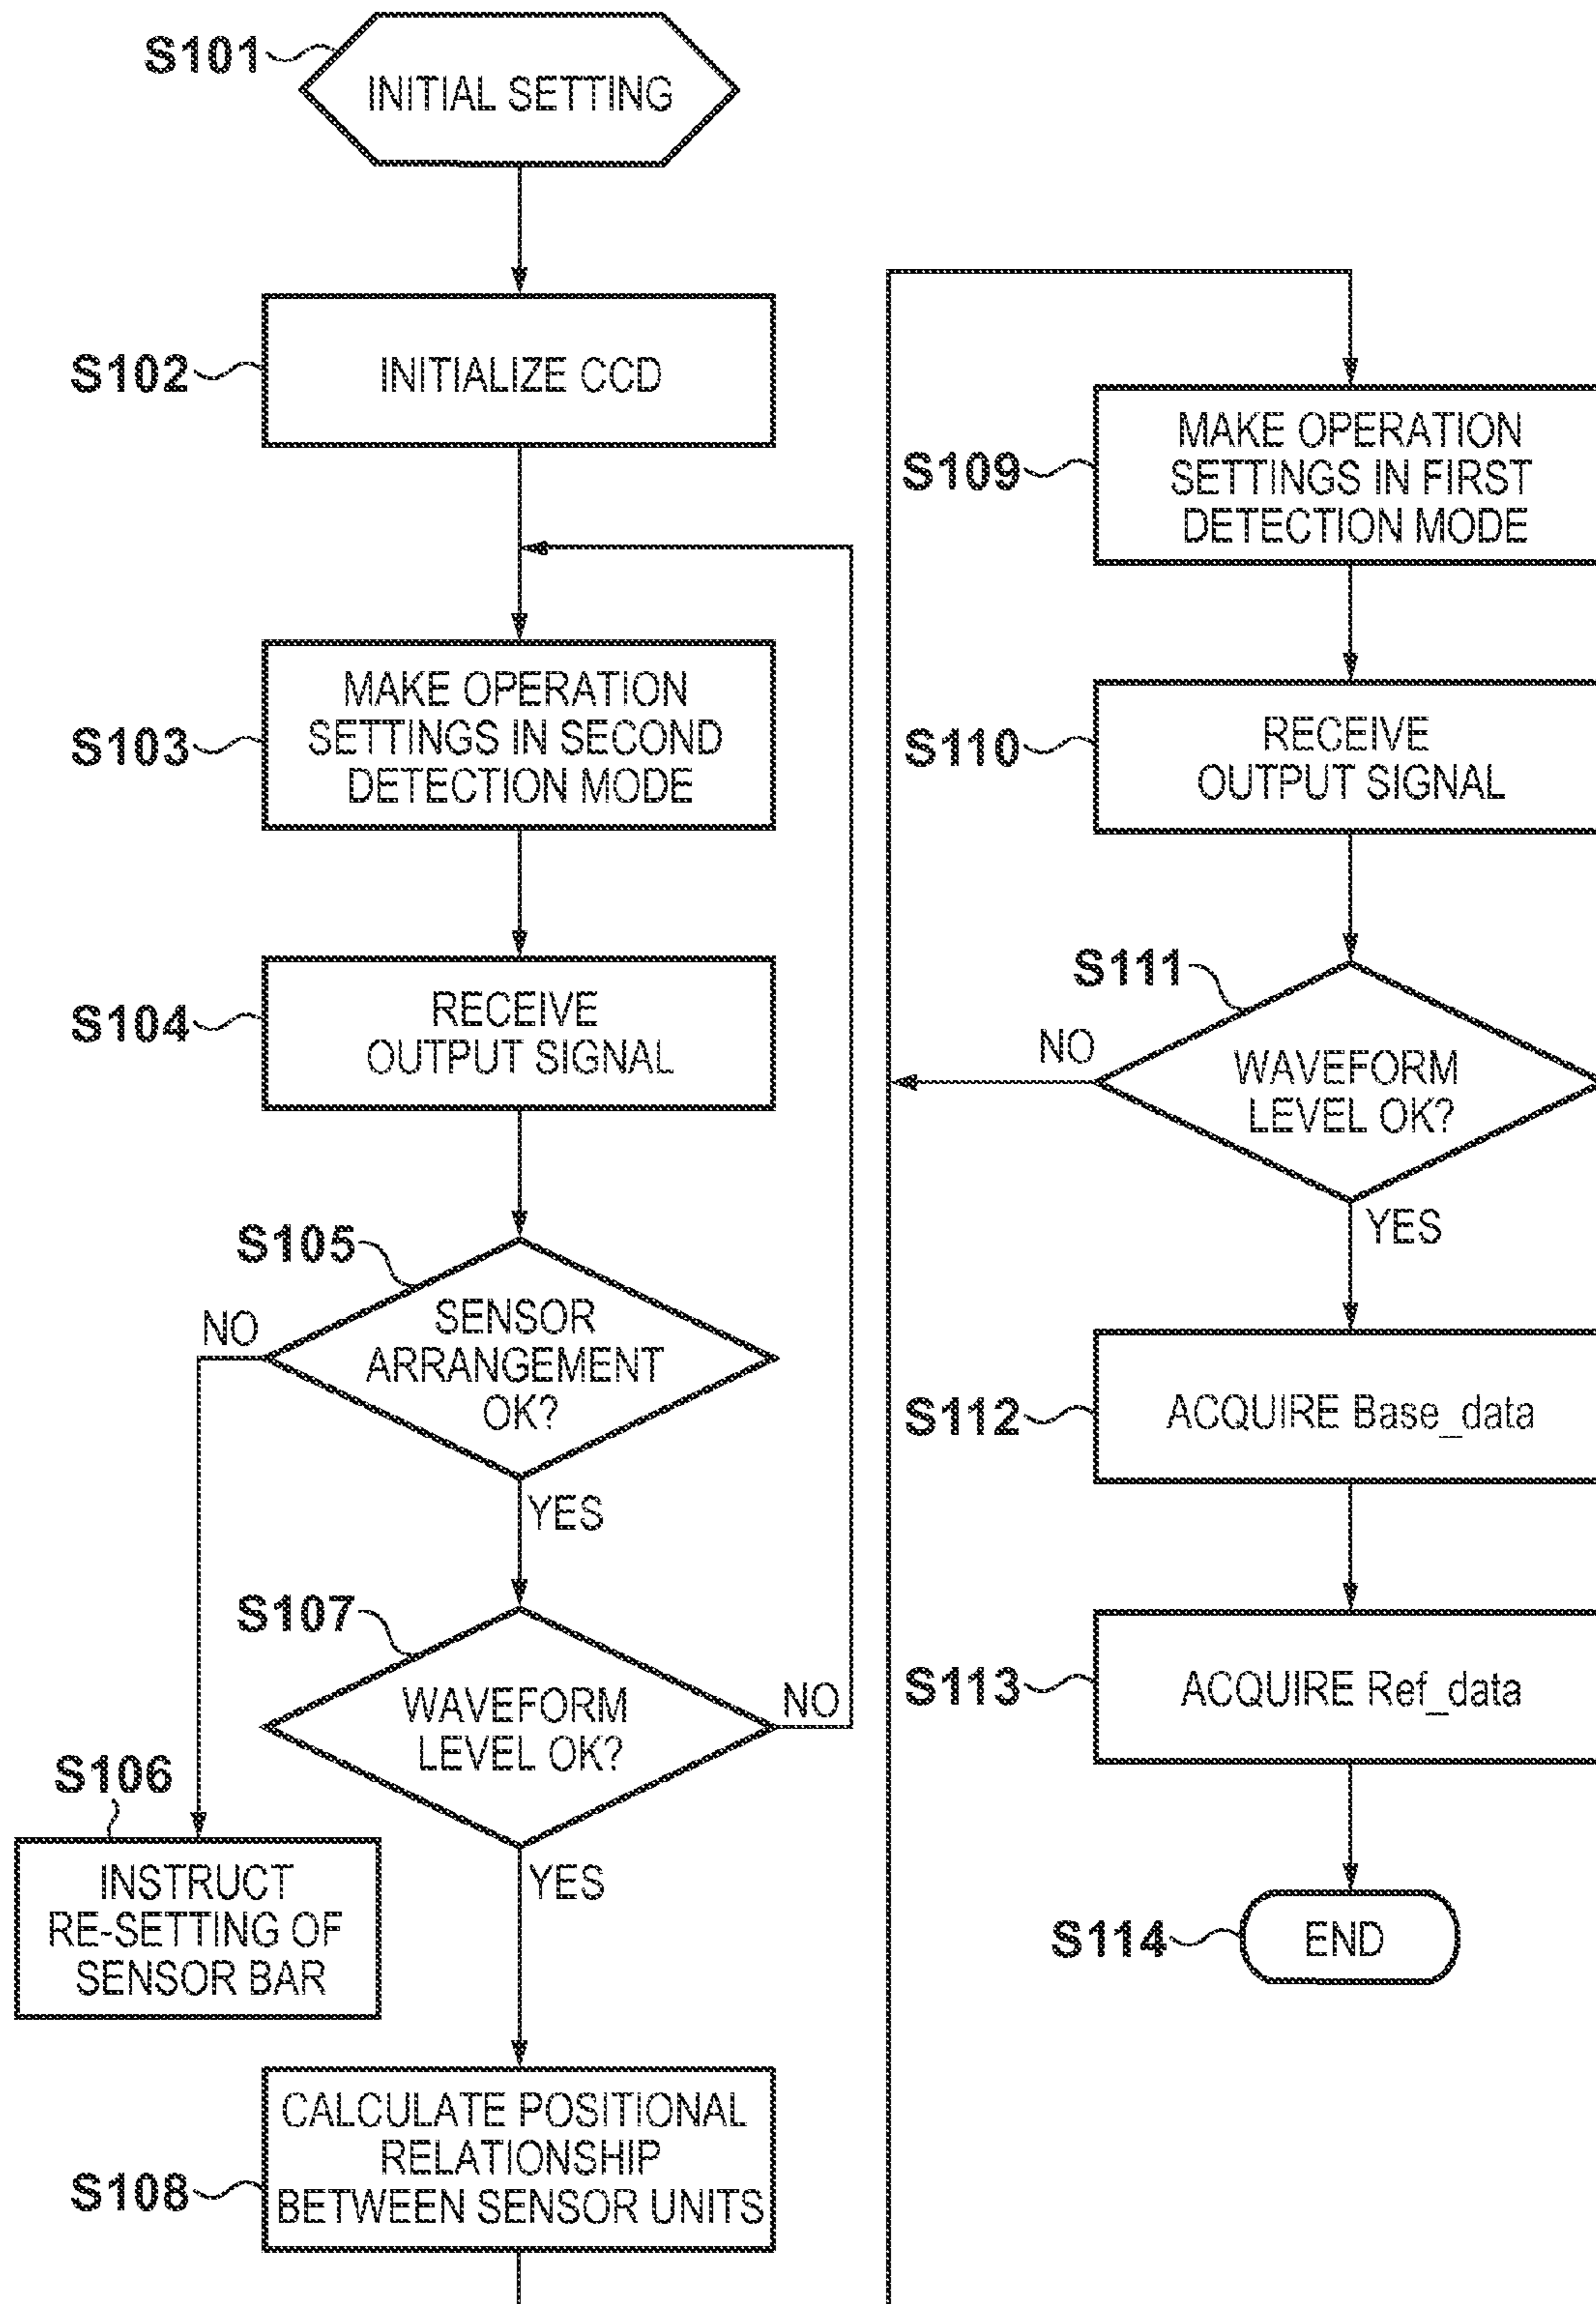 S101
INITIAL SETTING
S102
INITIALIZE CCD
S103
MAKE OPERATION
SETTINGS IN SECOND
DETECTION MODE
S104
RECEIVE
OUTPUT SIGNAL
S105
SENSOR
ARRANGEMENT
OK?
NO
YES
S106
INSTRUCT
RE-SETTING OF
SENSOR BAR
S107
WAVEFORM
LEVEL OK?
NO
YES
S108
CALCULATE POSITIONAL
RELATIONSHIP
BETWEEN SENSOR UNITS
S109
MAKE OPERATION
SETTINGS IN FIRST
DETECTION MODE
S110
RECEIVE
OUTPUT SIGNAL
S111
WAVEFORM
LEVEL OK?
NO
YES
S112
ACQUIRE Base_data
S113
ACQUIRE Ref_data
S114
END